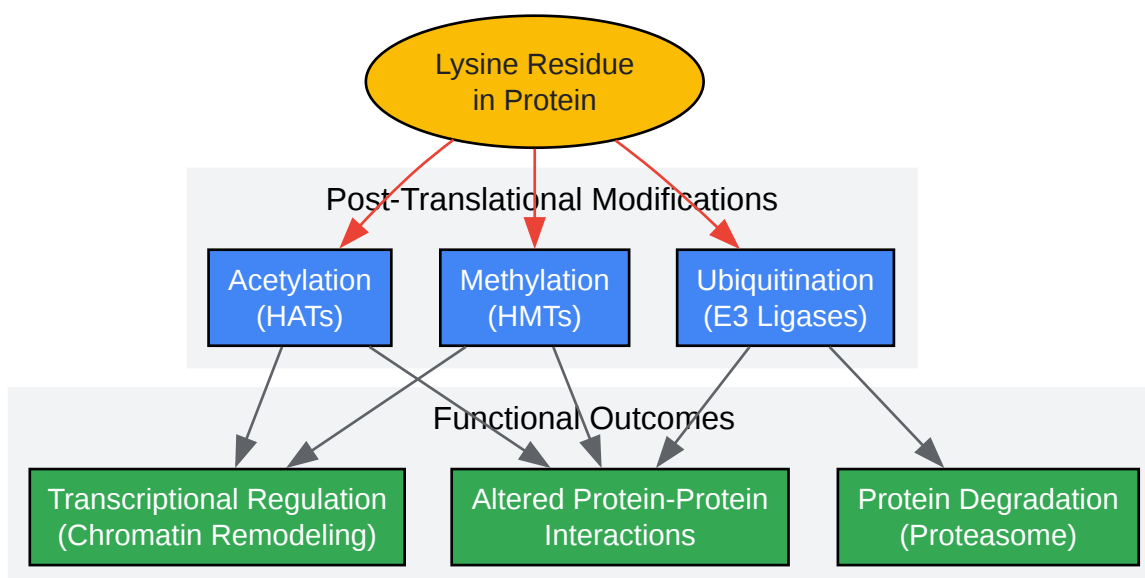 Lysine Residue
in Protein
Post-Translational Modifications
Acetylation
(HATs)
Methylation
(HMTs)
Ubiquitination
(E3 Ligases)
Functional Outcomes
Transcriptional Regulation
(Chromatin Remodeling)
Altered Protein-Protein
Interactions
Protein Degradation
(Proteasome)